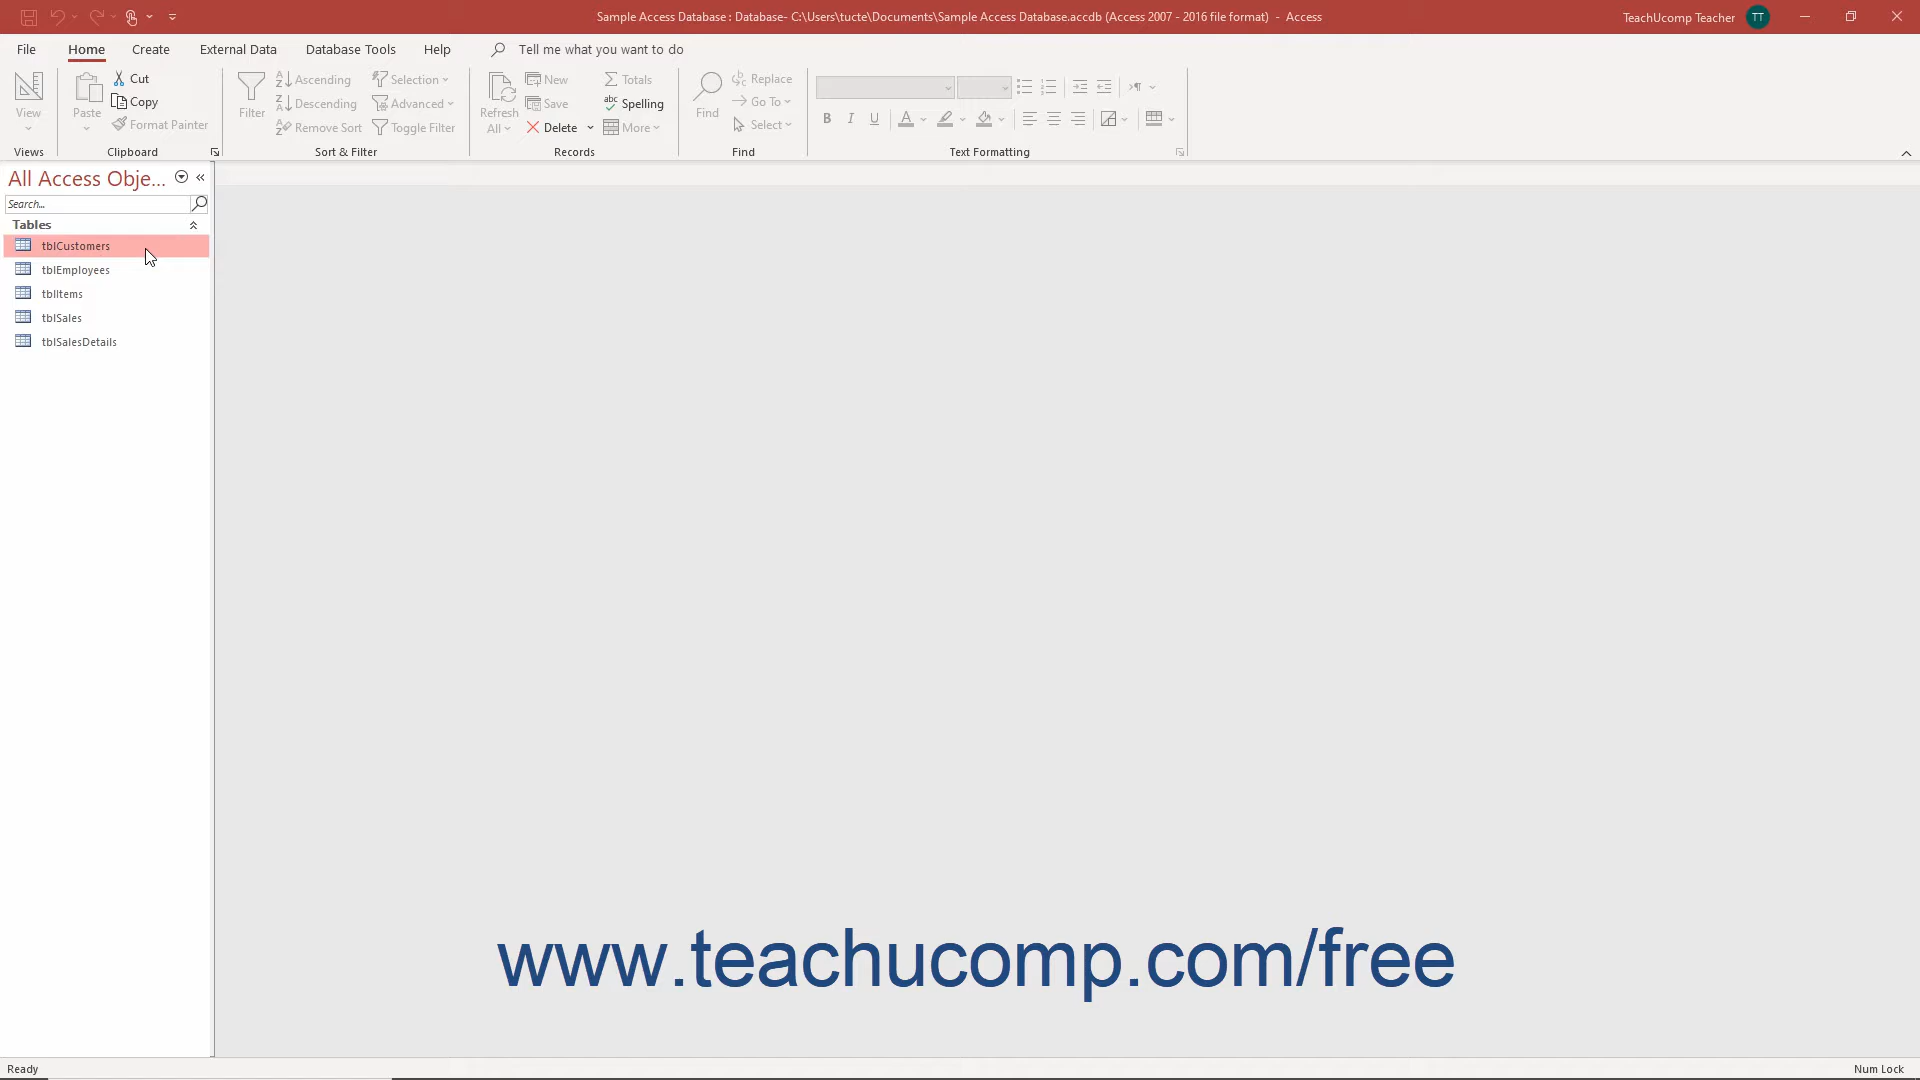 Sample Access Database : Database- C:\Users\tucte\Documents\Sample Access Database.accdb (Access 2007 - 2016 file format) - Access
TeachUcomp Teacher TT
File Home Create External Data Database Tools Help Tell me what you want to do
View
Views
Paste
Cut
Copy
Format Painter
Clipboard
Filter
Ascending
Descending
Remove Sort
Selection
Advanced
Toggle Filter
Sort & Filter
Refresh
All
New
Save
Delete
Totals
Spelling
More
Records
Find
Replace
Go To
Select
Find
B I U
Text Formatting
All Access Obje...
Search...
Tables
tblCustomers
tblEmployees
tblItems
tblSales
tblSalesDetails
www.teachucomp.com/free
Ready
Num Lock